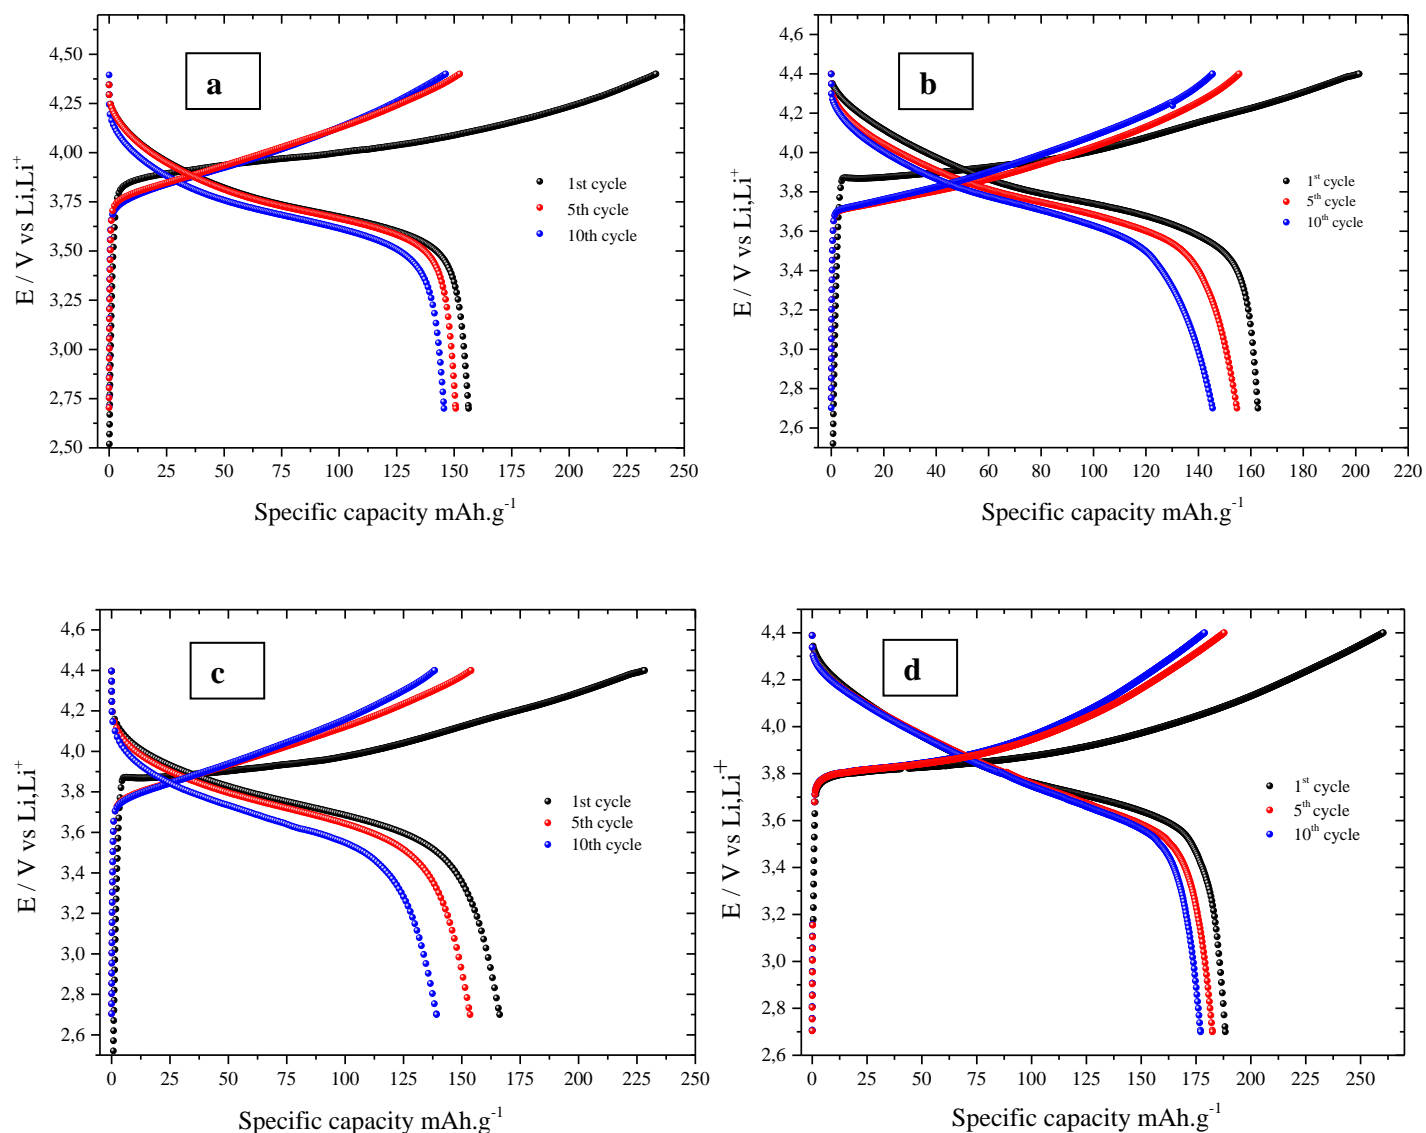 a
4,50
4,25
4,00
3,75
3,50
3,25
3,00
2,75
2,50
E / V vs Li,Li⁺
0 25 50 75 100 125 150 175 200 225 250
Specific capacity mAh.g⁻¹
1st cycle
5th cycle
10th cycle
b
4,6
4,4
4,2
4,0
3,8
3,6
3,4
3,2
3,0
2,8
2,6
E / V vs Li,Li⁺
0 20 40 60 80 100 120 140 160 180 200 220
Specific capacity mAh.g⁻¹
1ˢᵗ cycle
5ᵗʰ cycle
10ᵗʰ cycle
c
4,6
4,4
4,2
4,0
3,8
3,6
3,4
3,2
3,0
2,8
2,6
E / V vs Li,Li⁺
0 25 50 75 100 125 150 175 200 225 250
Specific capacity mAh.g⁻¹
1st cycle
5th cycle
10th cycle
d
4,4
4,2
4,0
3,8
3,6
3,4
3,2
3,0
2,8
2,6
E / V vs Li,Li⁺
0 25 50 75 100 125 150 175 200 225 250
Specific capacity mAh.g⁻¹
1ˢᵗ cycle
5ᵗʰ cycle
10ᵗʰ cycle